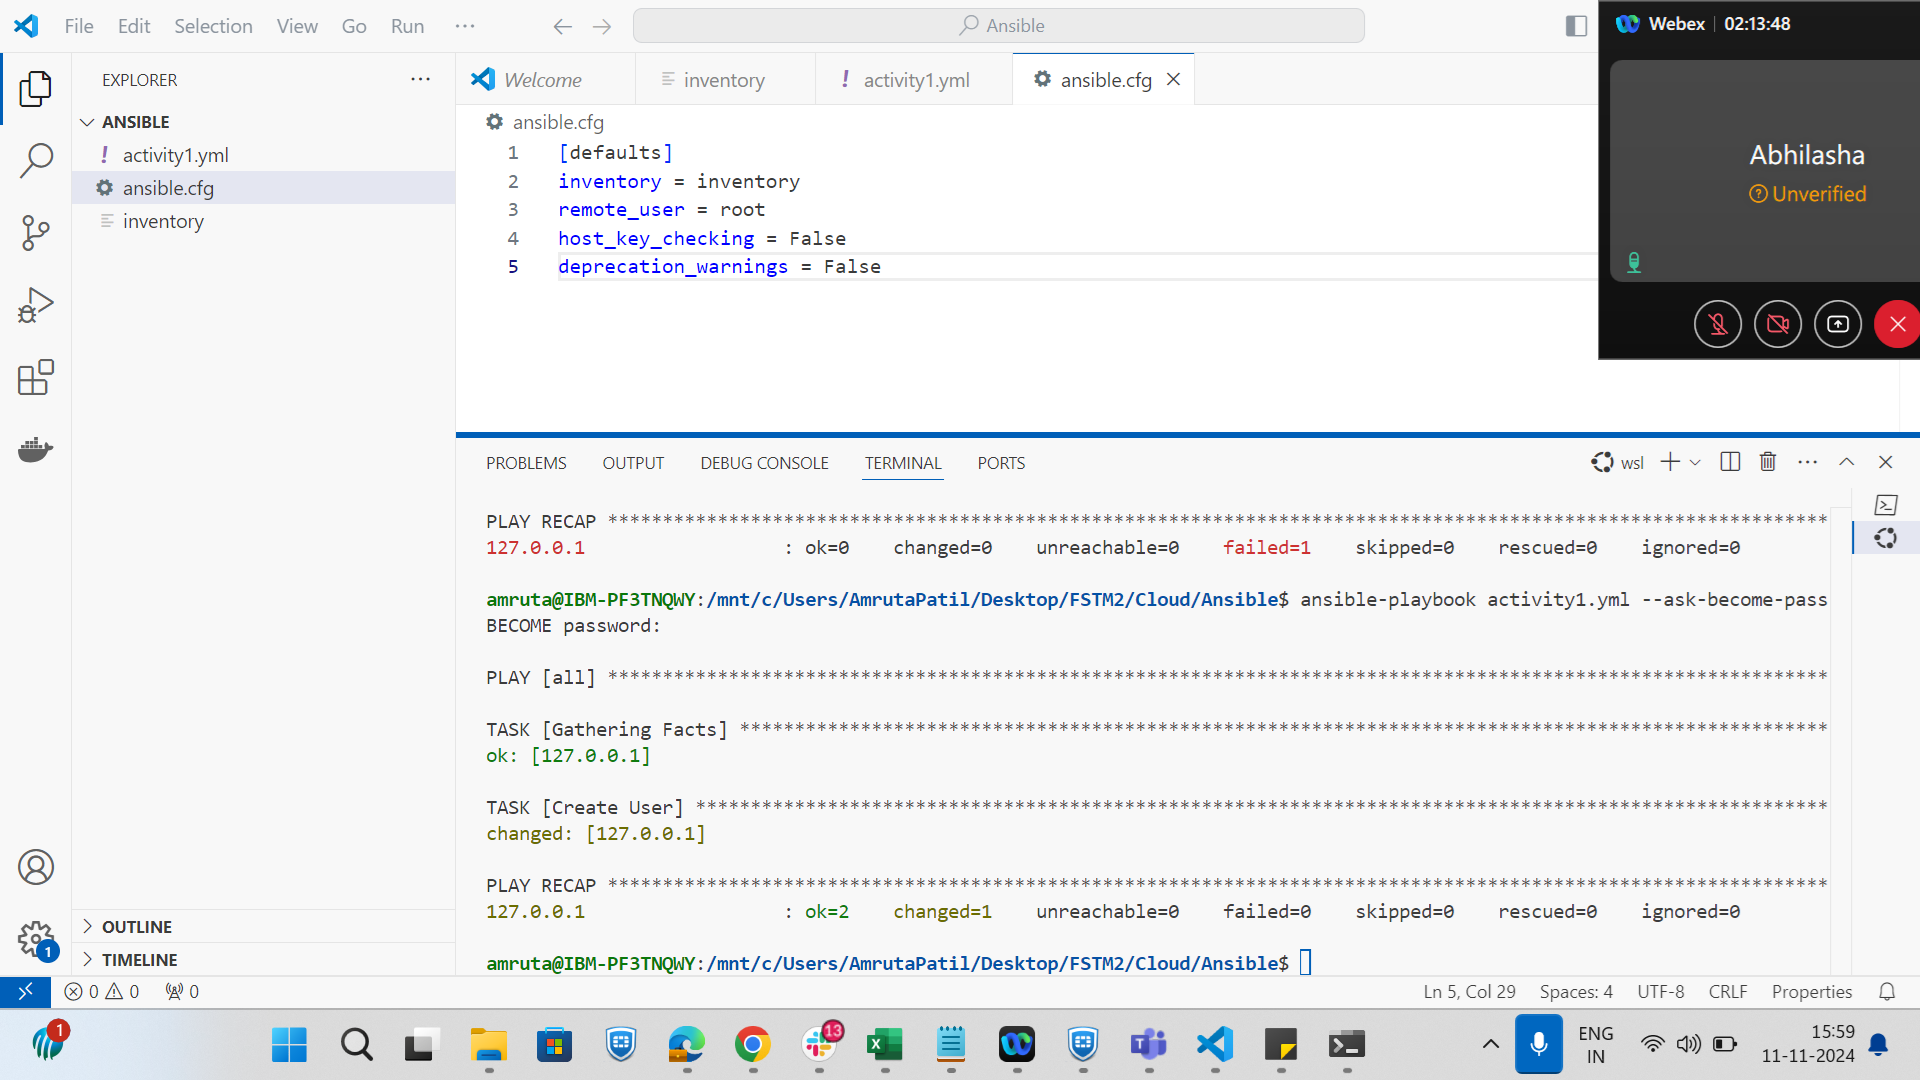 File Edit Selection View Go Run ···
Ansible
Webex | 02:13:48
Abhilasha
Unverified
EXPLORER
ANSIBLE
! activity1.yml
ansible.cfg
inventory
OUTLINE
TIMELINE
Welcome
inventory
! activity1.yml
ansible.cfg
ansible.cfg
1 [defaults]
2 inventory = inventory
3 remote_user = root
4 host_key_checking = False
5 deprecation_warnings = False
PROBLEMS OUTPUT DEBUG CONSOLE TERMINAL PORTS
wsl
PLAY RECAP ***************************************************************************************************************
127.0.0.1 : ok=0 changed=0 unreachable=0 failed=1 skipped=0 rescued=0 ignored=0
amruta@IBM-PF3TNQWY:/mnt/c/Users/AmrutaPatil/Desktop/FSTM2/Cloud/Ansible$ ansible-playbook activity1.yml --ask-become-pass
BECOME password:
PLAY [all] ***************************************************************************************************************
TASK [Gathering Facts] ***************************************************************************************************
ok: [127.0.0.1]
TASK [Create User] *******************************************************************************************************
changed: [127.0.0.1]
PLAY RECAP ***************************************************************************************************************
127.0.0.1 : ok=2 changed=1 unreachable=0 failed=0 skipped=0 rescued=0 ignored=0
amruta@IBM-PF3TNQWY:/mnt/c/Users/AmrutaPatil/Desktop/FSTM2/Cloud/Ansible$
1
0 0 0
Ln 5, Col 29 Spaces: 4 UTF-8 CRLF Properties
1
13
ENG
IN
15:59
11-11-2024